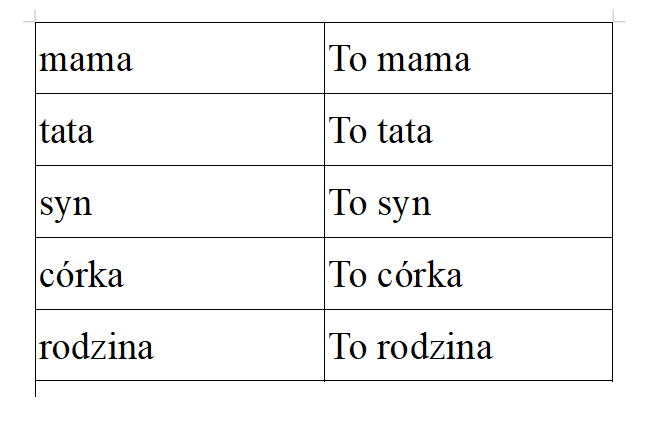 mama To mama
tata To tata
syn To syn
córka To córka
rodzina To rodzina